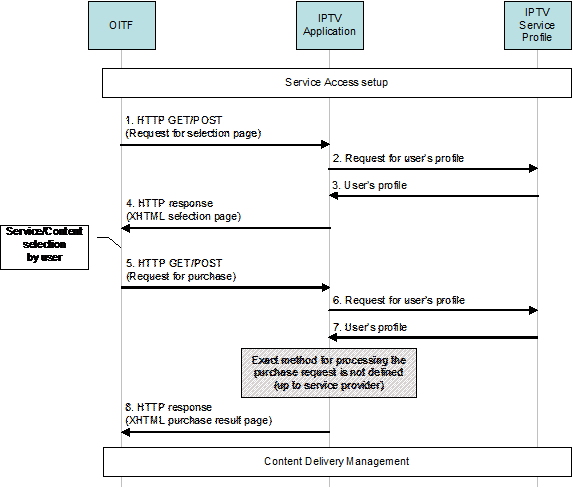 OITF
IPTV
Application
IPTV
Service
Profile
Service Access setup
1. HTTP GET/POST
(Request for selection page)
2. Request for user's profile
3. User's profile
4. HTTP response
(XHTML selection page)
Service/Content
selection
by user
5. HTTP GET/POST
(Request for purchase)
6. Request for user's profile
7. User's profile
Exact method for processing the
purchase request is not defined
(up to service provider)
8. HTTP response
(XHTML purchase result page)
Content Delivery Management